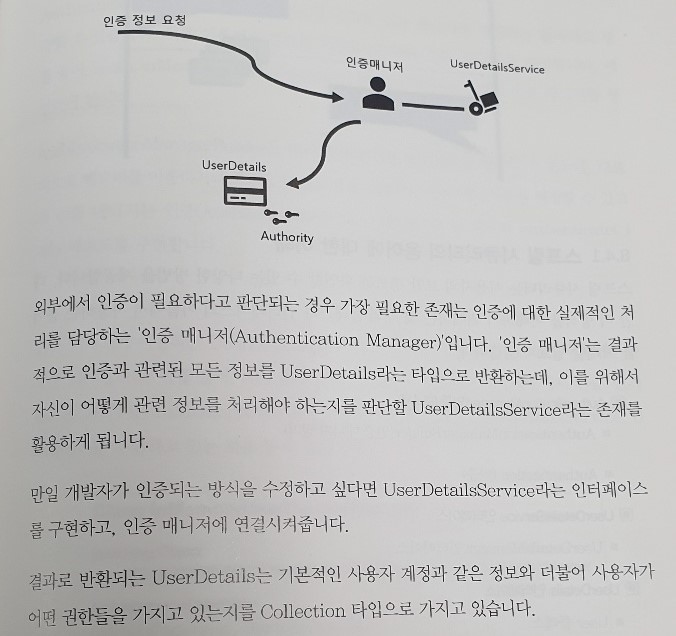 인증 정보 요청
인증매니저
UserDetailsService
UserDetails
Authority
외부에서 인증이 필요하다고 판단되는 경우 가장 필요한 존재는 인증에 대한 실재적인 처
리를 담당하는 '인증 매니저(Authentication Manager)'입니다. '인증 매니저'는 결과
적으로 인증과 관련된 모든 정보를 UserDetails라는 타입으로 반환하는데, 이를 위해서
자신이 어떻게 관련 정보를 처리해야 하는지를 판단할 UserDetailsService라는 존재를
활용하게 됩니다.
만일 개발자가 인증되는 방식을 수정하고 싶다면 UserDetailsService라는 인터페이스
를 구현하고, 인증 매니저에 연결시켜줍니다.
결과로 반환되는 UserDetails는 기본적인 사용자 계정과 같은 정보와 더불어 사용자가
어떤 권한들을 가지고 있는지를 Collection 타입으로 가지고 있습니다.